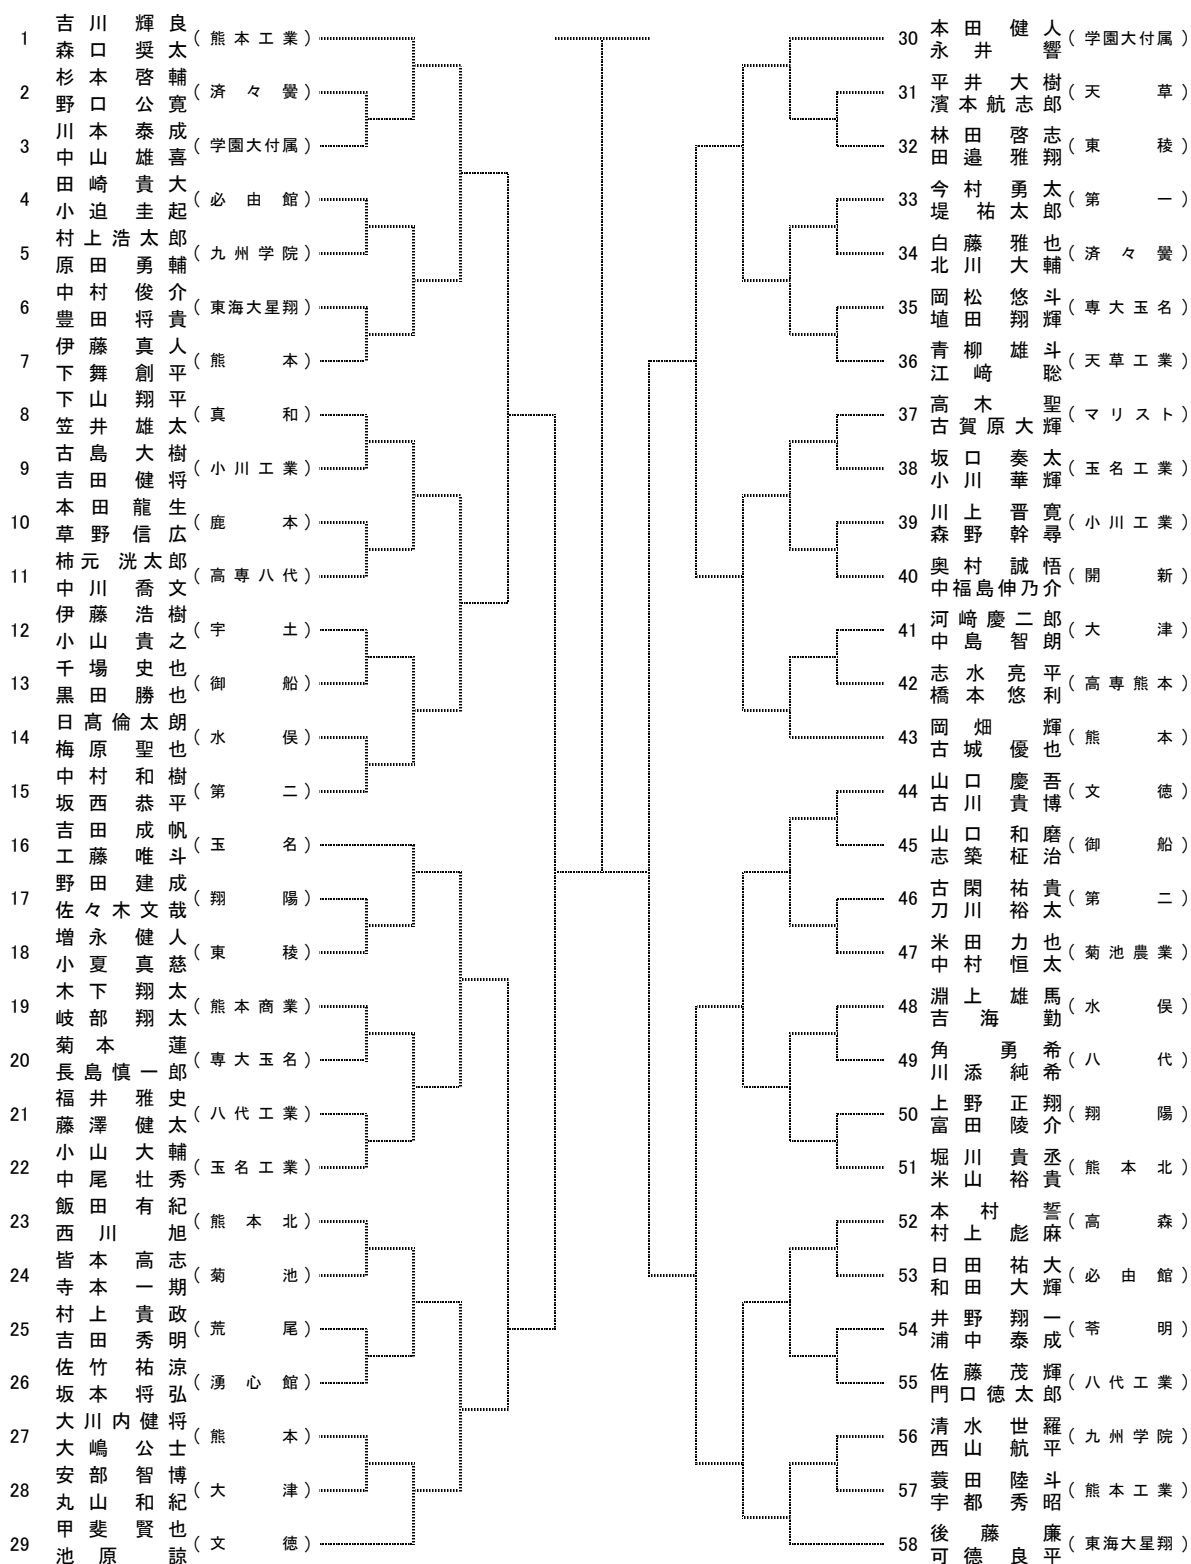 吉川 輝良
1 (熊本工業)
森口 奨太
杉本 啓輔
2 (済々黌)
野口 公寛
川本 泰成
3 (学園大付属)
中山 雄喜
田崎 貴大
4 (必由館)
小迫 圭起
村上浩太郎
5 (九州学院)
原田 勇輔
中村 俊介
6 (東海大星翔)
豊田 将貴
伊藤 真人
7 (熊本)
下舞 創平
下山 翔平
8 (真和)
笠井 雄太
古島 大樹
9 (小川工業)
吉田 健将
本田 龍生
10 (鹿本)
草野 信広
柿元 洸太郎
11 (高専八代)
中川 喬文
伊藤 浩樹
12 (宇土)
小山 貴之
千場 史也
13 (御船)
黒田 勝也
日髙倫太朗
14 (水俣)
梅原 聖也
中村 和樹
15 (第二)
坂西 恭平
吉田 成帆
16 (玉名)
工藤 唯斗
野田 建成
17 (翔陽)
佐々木文哉
増永 健人
18 (東稜)
小夏 真慈
木下 翔太
19 (熊本商業)
岐部 翔太
菊本 蓮
20 (専大玉名)
長島慎一郎
福井 雅史
21 (八代工業)
藤澤 健太
小山 大輔
22 (玉名工業)
中尾 壮秀
飯田 有紀
23 (熊本北)
西川 旭
皆本 高志
24 (菊池)
寺本 一期
村上 貴政
25 (荒尾)
吉田 秀明
佐竹 祐涼
26 (湧心館)
坂本 将弘
大川内健将
27 (熊本)
大嶋 公士
安部 智博
28 (大津)
丸山 和紀
甲斐 賢也
29 (文徳)
池原 諒
本田 健人
30 (学園大付属)
永井 響
平井 大樹
31 (天草)
濱本航志郎
林田 啓志
32 (東稜)
田邉 雅翔
今村 勇太
33 (第一)
堤 祐太郎
白藤 雅也
34 (済々黌)
北川 大輔
岡松 悠斗
35 (専大玉名)
埴田 翔輝
青柳 雄斗
36 (天草工業)
江﨑 聡
高木 聖
37 (マリスト)
古賀原大輝
坂口 奏太
38 (玉名工業)
小川 華輝
川上 晋寛
39 (小川工業)
森野 幹尋
奥村 誠悟
40 (開新)
中福島伸乃介
河﨑慶二郎
41 (大津)
中島 智朗
志水 亮平
42 (高専熊本)
橋本 悠利
岡畑 輝
43 (熊本)
古城 優也
山口 慶吾
44 (文徳)
古川 貴博
山口 和磨
45 (御船)
志築 柾治
古閑 祐貴
46 (第二)
刀川 裕太
米田 力也
47 (菊池農業)
中村 恒太
淵上 雄馬
48 (水俣)
吉海 勤
角 勇希
49 (八代)
川添 純希
上野 正翔
50 (翔陽)
富田 陵介
堀川 貴丞
51 (熊本北)
米山 裕貴
本村 誓
52 (高森)
村上 彪麻
日田 祐大
53 (必由館)
和田 大輝
井野 翔一
54 (苓明)
浦中 泰成
佐藤 茂輝
55 (八代工業)
門口徳太郎
清水 世羅
56 (九州学院)
西山 航平
蓑田 陸斗
57 (熊本工業)
宇都 秀昭
後藤 廉
58 (東海大星翔)
可徳 良平